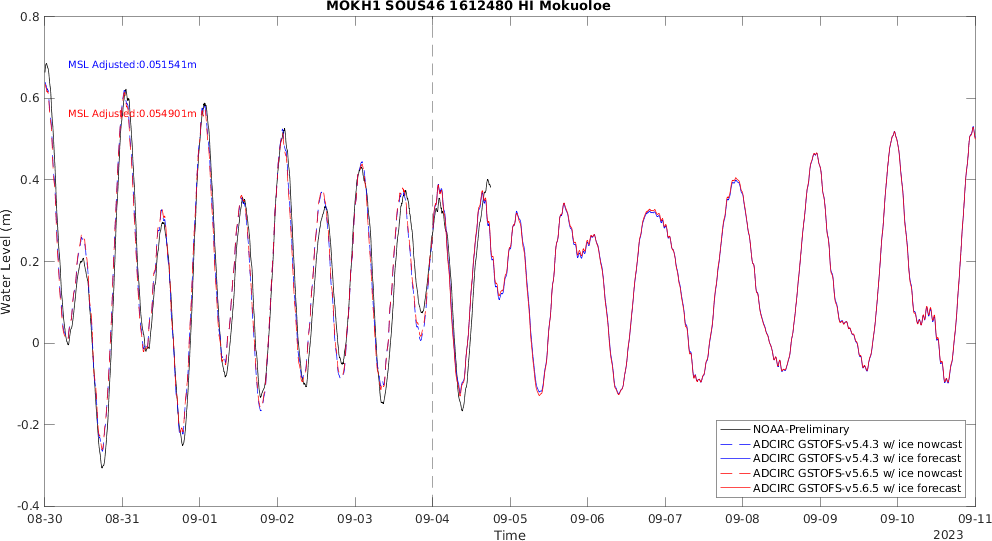 MOKH1 SOUS46 1612480 HI Mokuoloe
0.8
0.6
0.4
0.2
0
-0.2
-0.4
Water Level (m)
MSL Adjusted:0.051541m
MSL Adjusted:0.054901m
NOAA-Preliminary
ADCIRC GSTOFS-v5.4.3 w/ ice nowcast
ADCIRC GSTOFS-v5.4.3 w/ ice forecast
ADCIRC GSTOFS-v5.6.5 w/ ice nowcast
ADCIRC GSTOFS-v5.6.5 w/ ice forecast
08-30 08-31 09-01 09-02 09-03 09-04 09-05 09-06 09-07 09-08 09-09 09-10 09-11
Time
2023